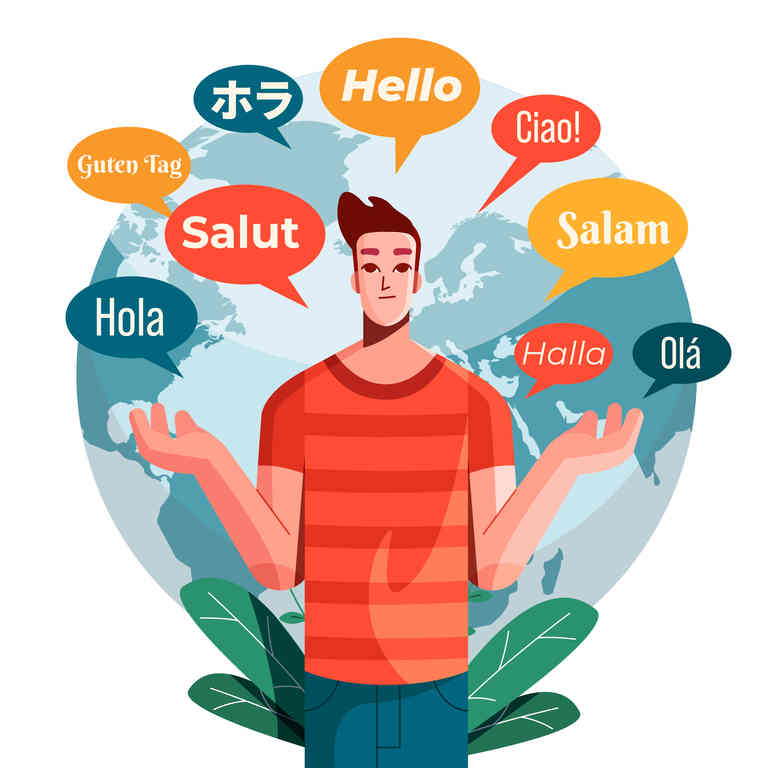 ホラ
Hello
Ciao!
Guten Tag
Salut
Salam
Hola
Halla
Olá